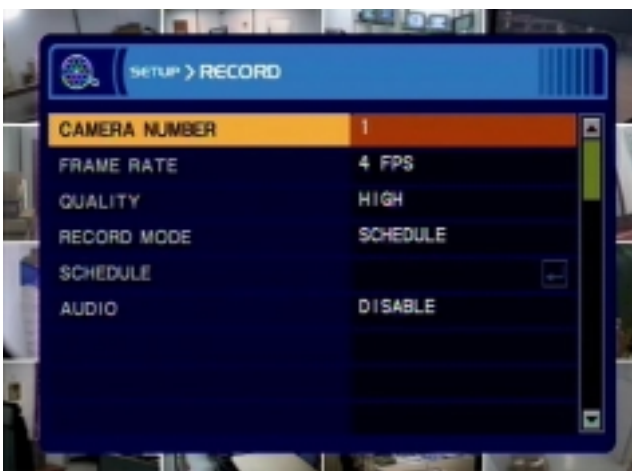 SETUP > RECORD
CAMERA NUMBER 1
FRAME RATE 4 FPS
QUALITY HIGH
RECORD MODE SCHEDULE
SCHEDULE
AUDIO DISABLE